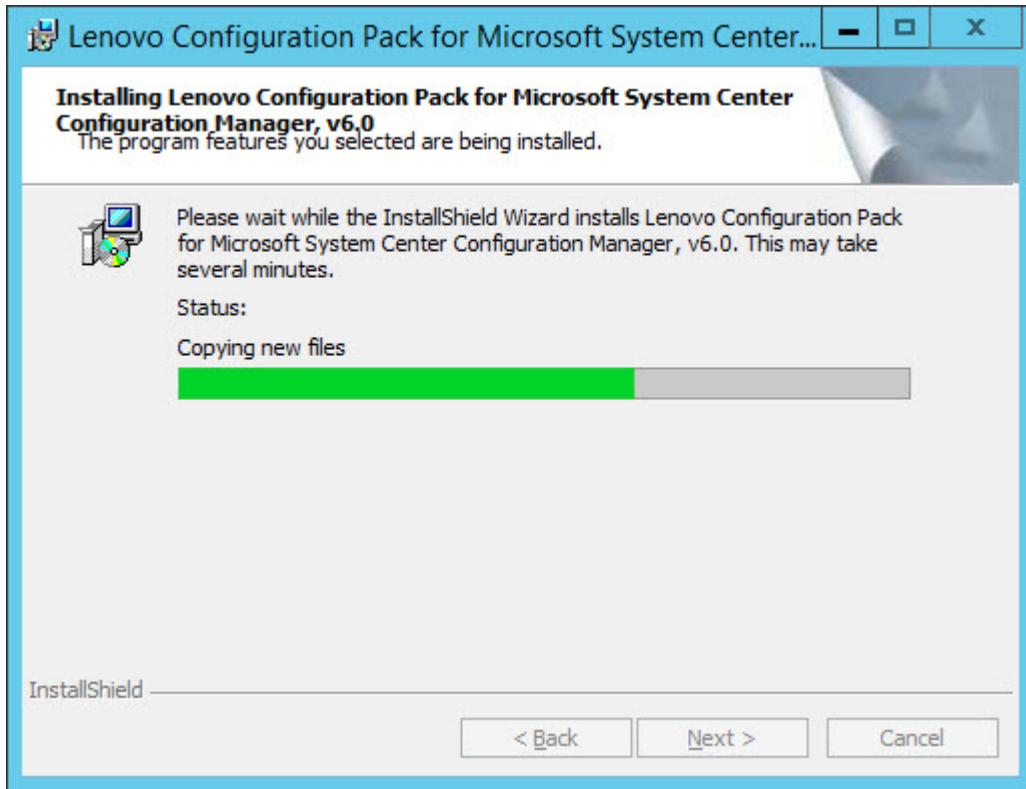 Lenovo Configuration Pack for Microsoft System Center...
Installing Lenovo Configuration Pack for Microsoft System Center
Configuration Manager, v6.0
The program features you selected are being installed.
Please wait while the InstallShield Wizard installs Lenovo Configuration Pack
for Microsoft System Center Configuration Manager, v6.0. This may take
several minutes.
Status:
Copying new files
InstallShield
< Back Next > Cancel